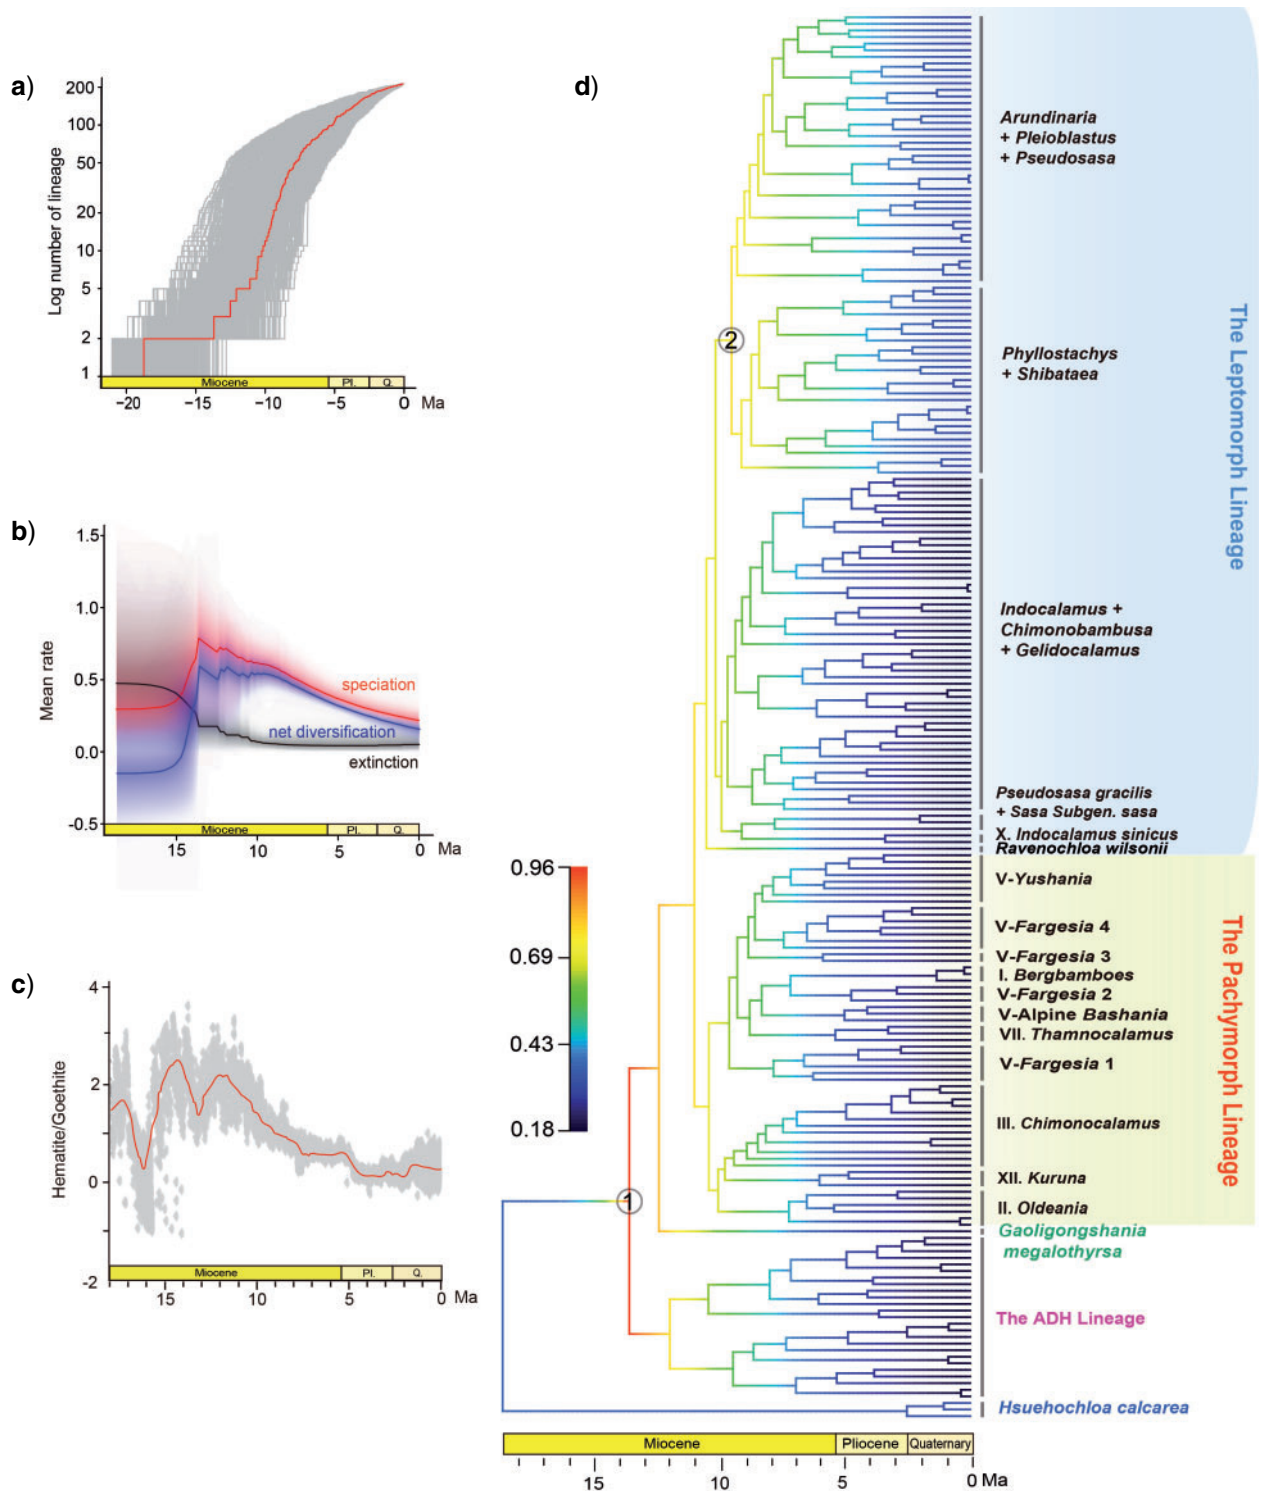 a)
Log number of lineage
200
100
50
20
10
5
2
1
Miocene Pl. Q.
−20 −15 −10 −5 0 Ma
b)
Mean rate
1.5
1.0
0.5
0.0
-0.5
speciation
net diversification
extinction
Miocene Pl. Q.
15 10 5 0 Ma
c)
Hematite/Goethite
4
2
0
-2
Miocene Pl. Q.
15 10 5 0 Ma
d)
2
1
0.96
0.69
0.43
0.18
Arundinaria
+ Pleioblastus
+ Pseudosasa
Phyllostachys
+ Shibataea
Indocalamus +
Chimonobambusa
+ Gelidocalamus
Pseudosasa gracilis
+ Sasa Subgen. sasa
X. Indocalamus sinicus
Ravenochloa wilsonii
The Leptomorph Lineage
V-Yushania
V-Fargesia 4
V-Fargesia 3
I. Bergbamboes
V-Fargesia 2
V-Alpine Bashania
VII. Thamnocalamus
V-Fargesia 1
III. Chimonocalamus
XII. Kuruna
II. Oldeania
The Pachymorph Lineage
Gaoligongshania
megalothyrsa
The ADH Lineage
Hsuehochloa calcarea
Miocene Pliocene Quaternary
15 10 5 0 Ma